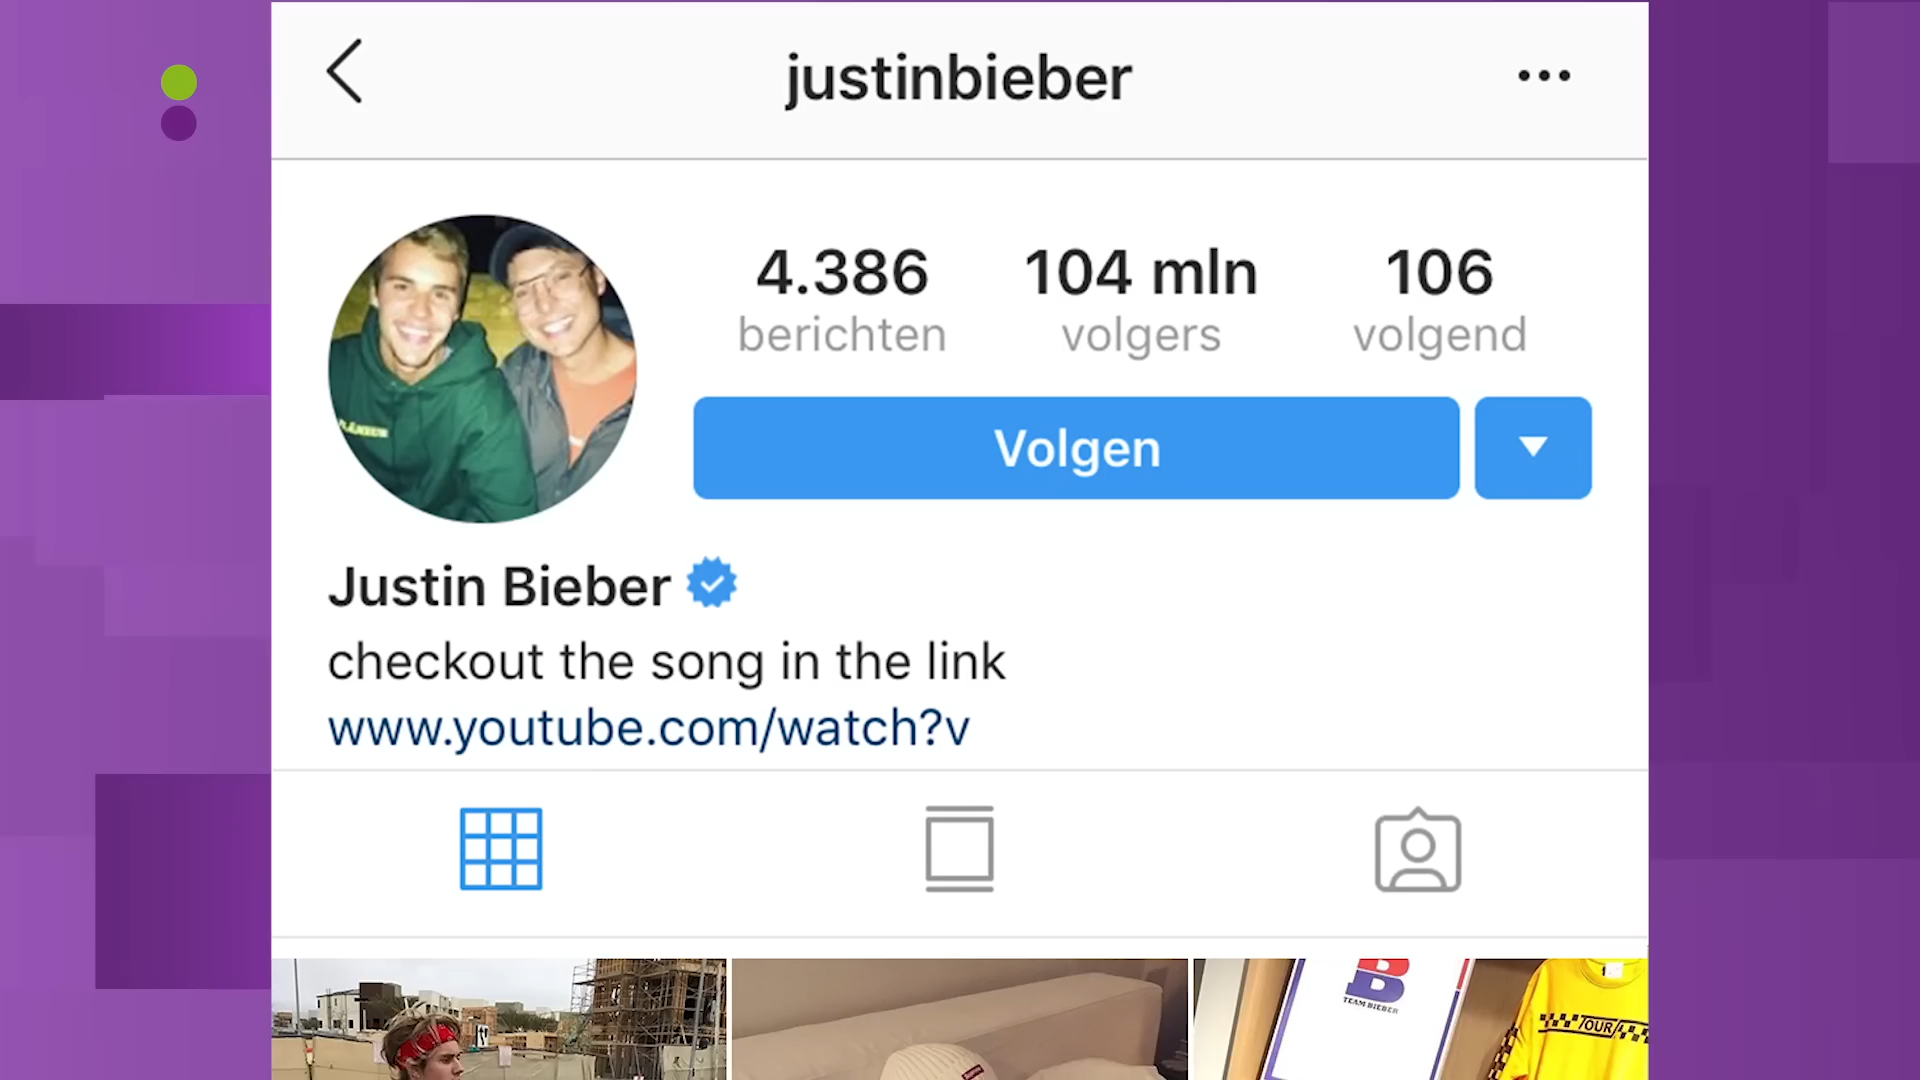 justinbieber
4.386 104 mln 106
berichten volgers volgend
Volgen
Justin Bieber
checkout the song in the link
www.youtube.com/watch?v
B
TEAM BIEBER
TOUR